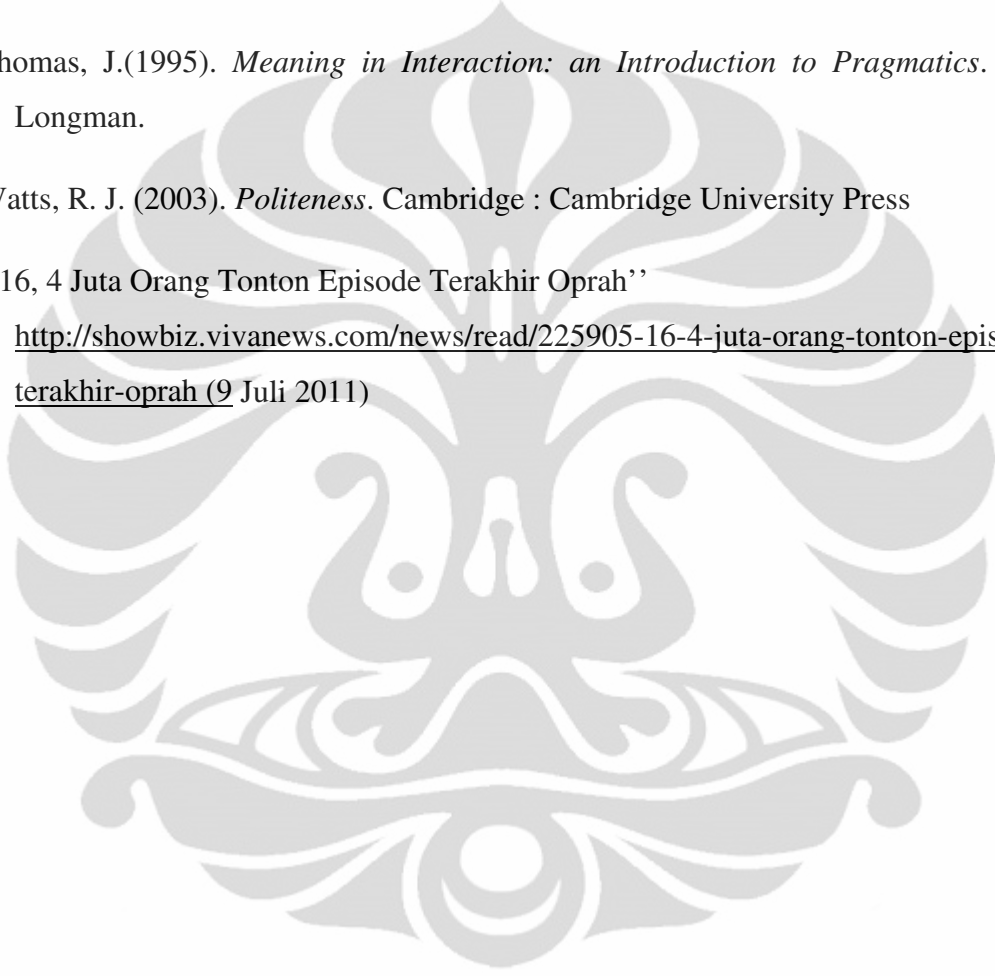 homas, J.(1995). Meaning in Interaction: an Introduction to Pragmatics.
Longman.
atts, R. J. (2003). Politeness. Cambridge : Cambridge University Press
16, 4 Juta Orang Tonton Episode Terakhir Oprah’’
http://showbiz.vivanews.com/news/read/225905-16-4-juta-orang-tonton-epis
terakhir-oprah (9 Juli 2011)